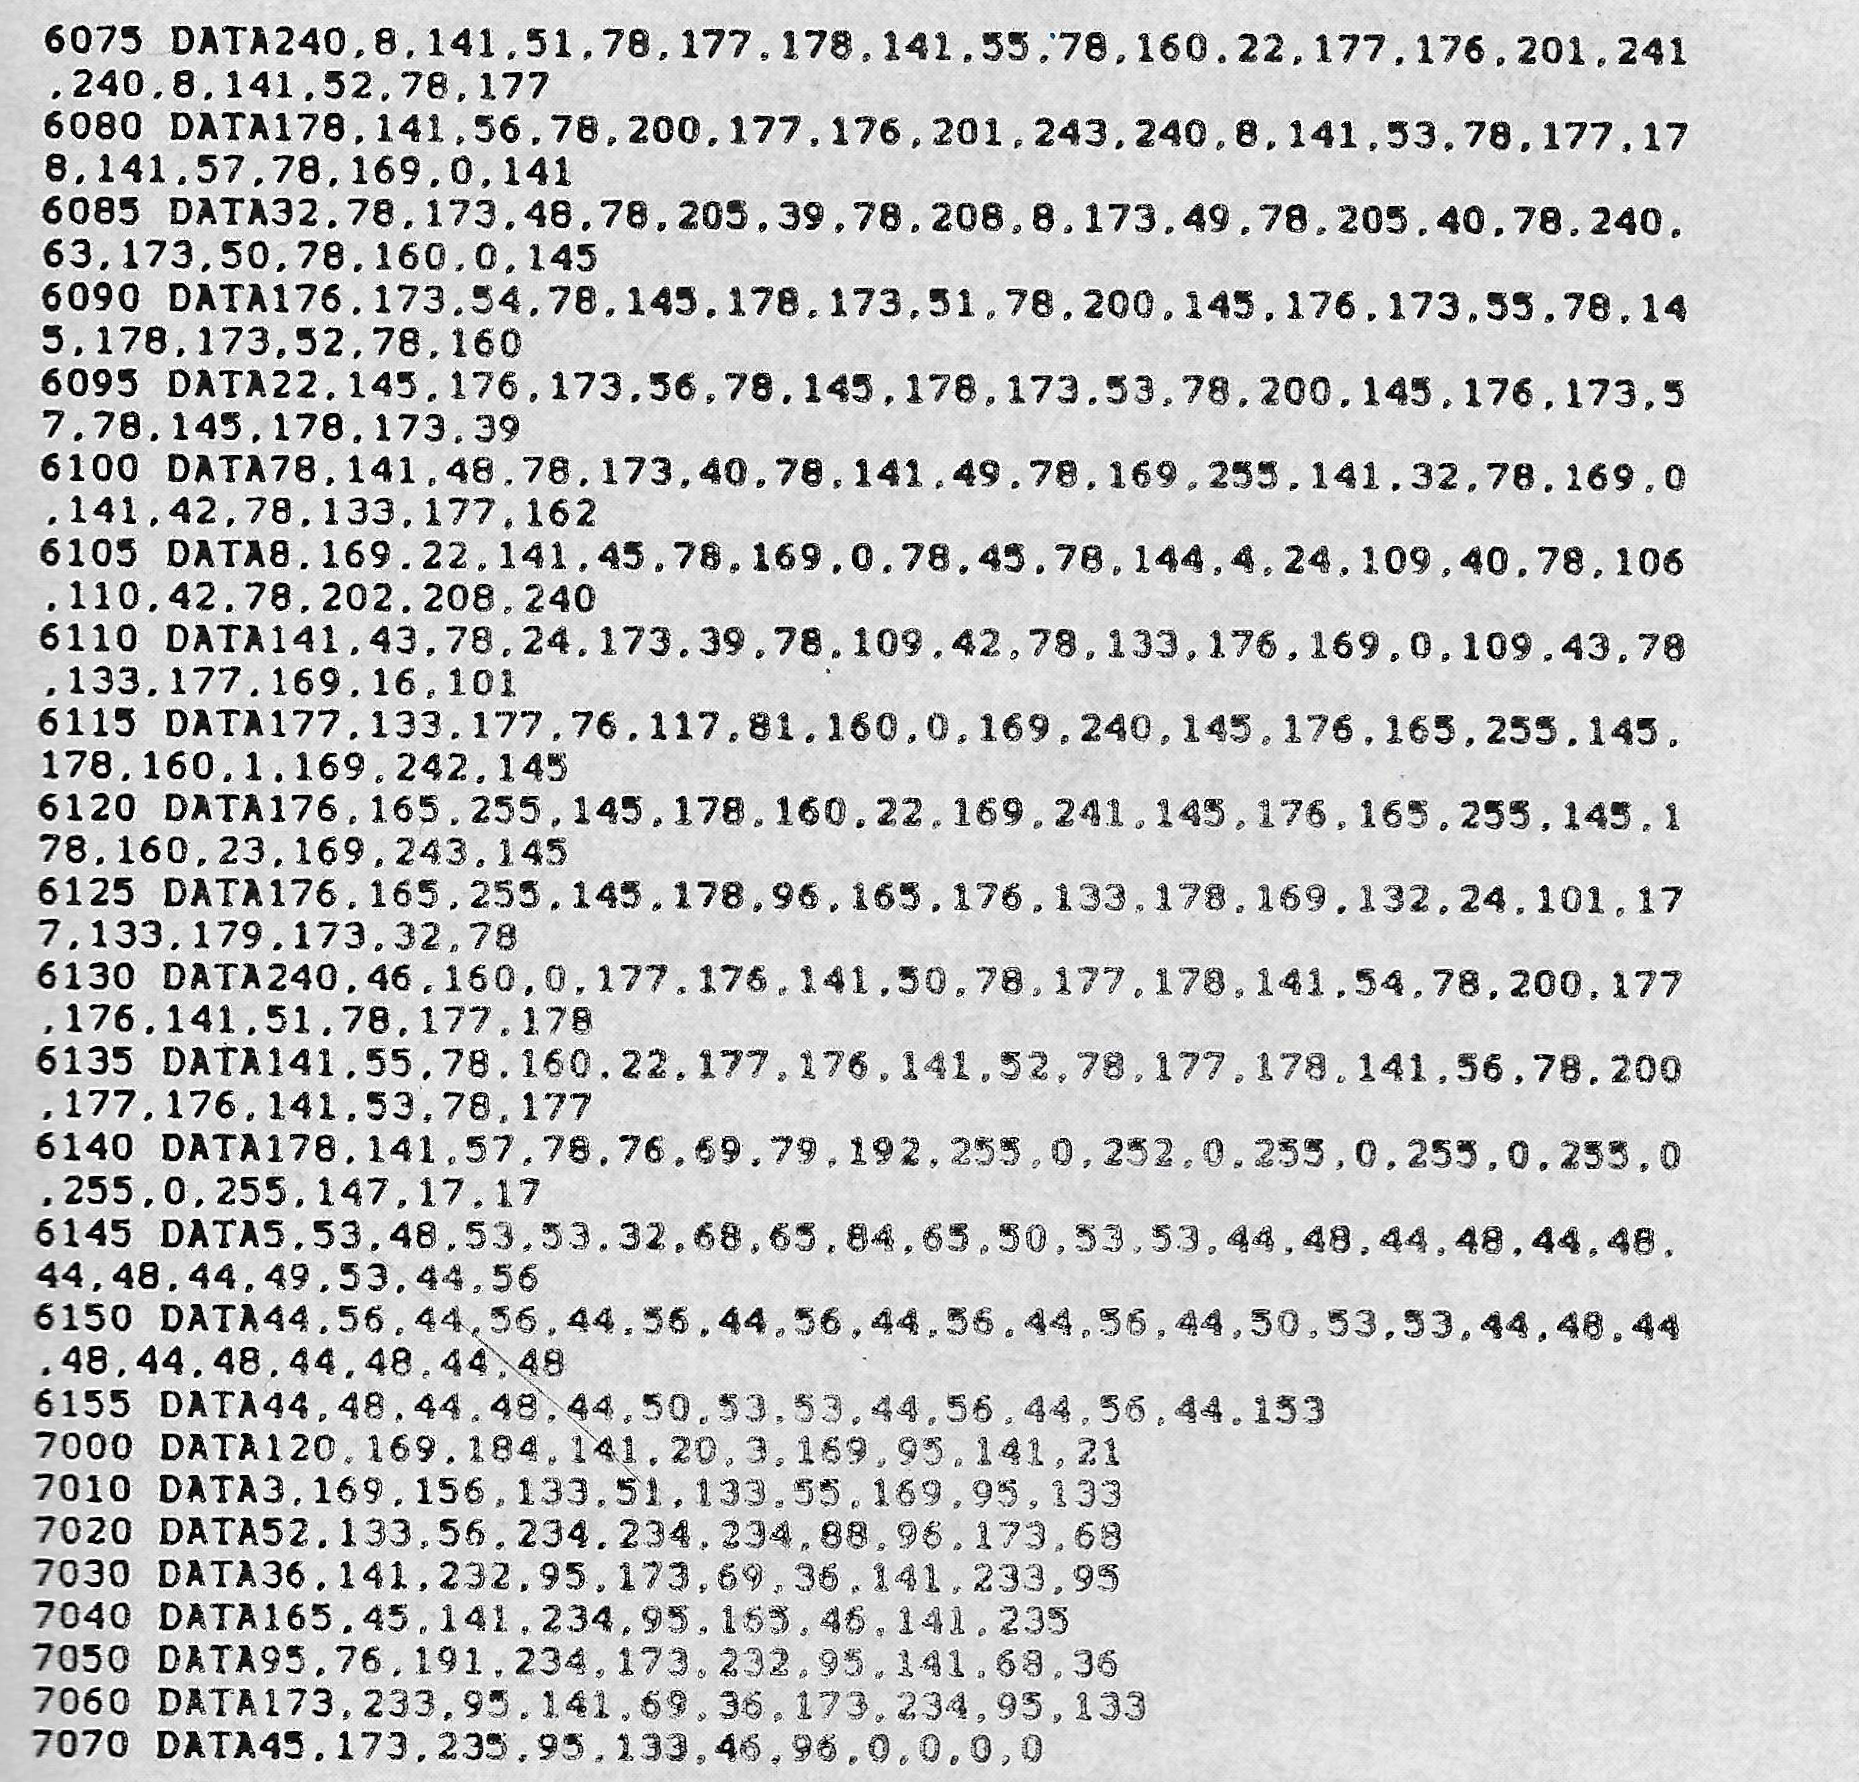 6075 DATA240,8,141,51,78,177,178,141,55,78,160,22,177,176,201,241
,240,8,141,52,78,177
6080 DATA178,141,56,78,200,177,176,201,243,240,8,141,53,78,177,17
8,141,57,78,169,0,141
6085 DATA32,78,173,48,78,205,39,78,208,8,173,49,78,205,40,78,240,
63,173,50,78,160,0,145
6090 DATA176,173,54,78,145,178,173,51,78,200,145,176,173,55,78,14
5,178,173,52,78,160
6095 DATA22,145,176,173,56,78,145,178,173,53,78,200,145,176,173,5
7,78,145,178,173,39
6100 DATA78,141,48,78,173,40,78,141,49,78,169,255,141,32,78,169,0
,141,42,78,133,177,162
6105 DATA8,169,22,141,45,78,169,0,78,45,78,144,4,24,109,40,78,106
,110,42,78,202,208,240
6110 DATA141,43,78,24,173,39,78,109,42,78,133,176,169,0,109,43,78
,133,177,169,16,101
6115 DATA177,133,177,76,117,81,160,0,169,240,145,176,165,255,145,
178,160,1,169,242,145
6120 DATA176,165,255,145,178,160,22,169,241,145,176,165,255,145,1
78,160,23,169,243,145
6125 DATA176,165,255,145,178,96,165,176,133,178,169,132,24,101,17
7,133,179,173,32,78
6130 DATA240,46,160,0,177,176,141,50,78,177,178,141,54,78,200,177
,176,141,51,78,177,178
6135 DATA141,55,78,160,22,177,176,141,52,78,177,178,141,56,78,200
,177,176,141,53,78,177
6140 DATA178,141,57,78,76,69,79,192,255,0,252,0,255,0,255,0,255,0
,255,0,255,147,17,17
6145 DATA5,53,48,53,53,32,68,65,84,65,50,53,53,44,48,44,48,44,48,
44,48,44,49,53,44,56
6150 DATA44,56,44,56,44,56,44,56,44,56,44,56,44,50,53,53,44,48,44
,48,44,48,44,48,44,48
6155 DATA44,48,44,48,44,50,53,53,44,56,44,56,44,153
7000 DATA120,169,184,141,20,3,169,95,141,21
7010 DATA3,169,156,133,51,133,55,169,95,133
7020 DATA52,133,56,234,234,234,88,96,173,68
7030 DATA36,141,232,95,173,69,36,141,233,95
7040 DATA165,45,141,234,95,165,46,141,235
7050 DATA95,76,191,234,173,232,95,141,68,36
7060 DATA173,233,95,141,69,36,173,234,95,133
7070 DATA45,173,235,95,133,46,96,0,0,0,0